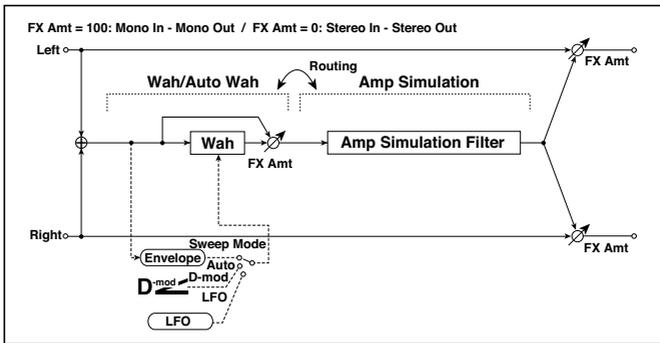 FX Amt = 100: Mono In - Mono Out / FX Amt = 0: Stereo In - Stereo Out
Left
FX Amt
Routing
Wah/Auto Wah
Amp Simulation
Wah
FX Amt
Amp Simulation Filter
Right
FX Amt
Sweep Mode
Envelope
Auto
D-mod
D-mod
LFO
LFO